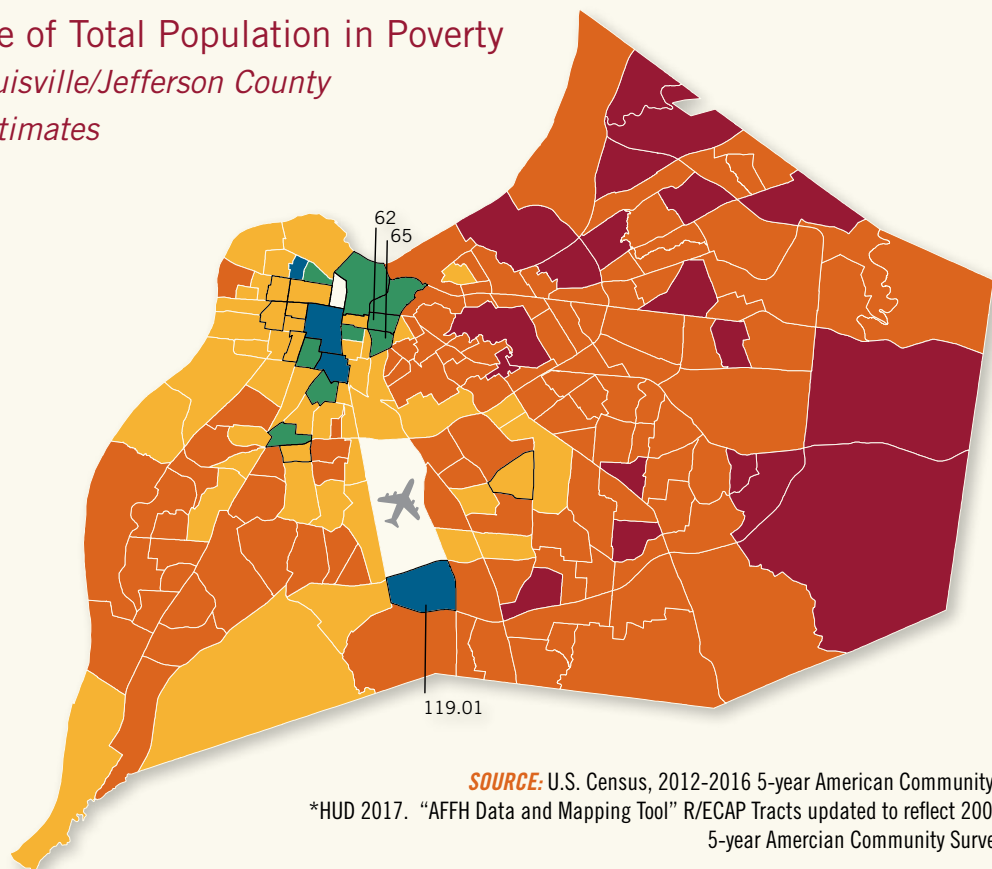 e of Total Population in Poverty
uisville/Jefferson County
timates
62
65
119.01
SOURCE: U.S. Census, 2012-2016 5-year American Community
*HUD 2017. “AFFH Data and Mapping Tool” R/ECAP Tracts updated to reflect 200
5-year Amercian Community Surve